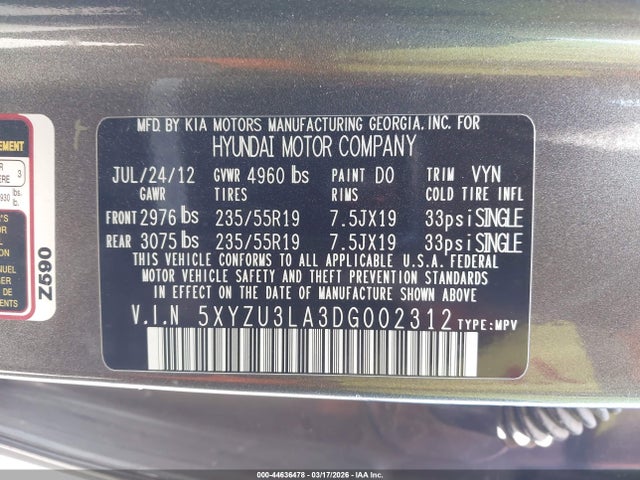 MFD. BY KIA MOTORS MANUFACTURING GEORGIA, INC. FOR
HYUNDAI MOTOR COMPANY
JUL/24/12 GVWR 4960 lbs PAINT DO TRIM VYN
GAWR TIRES RIMS COLD TIRE INFL
FRONT 2976 lbs 235/55R19 7.5JX19 33psi SINGLE
REAR 3075 lbs 235/55R19 7.5JX19 33psi SINGLE
THIS VEHICLE CONFORMS TO ALL APPLICABLE U.S.A. FEDERAL
MOTOR VEHICLE SAFETY AND THEFT PREVENTION STANDARDS
IN EFFECT ON THE DATE OF MANUFACTURE SHOWN ABOVE
V.I.N 5XYZU3LA3DG002312 TYPE:MPV
Z590
000-44636478 - 03/17/2026 - Copyright © IAA, Inc.